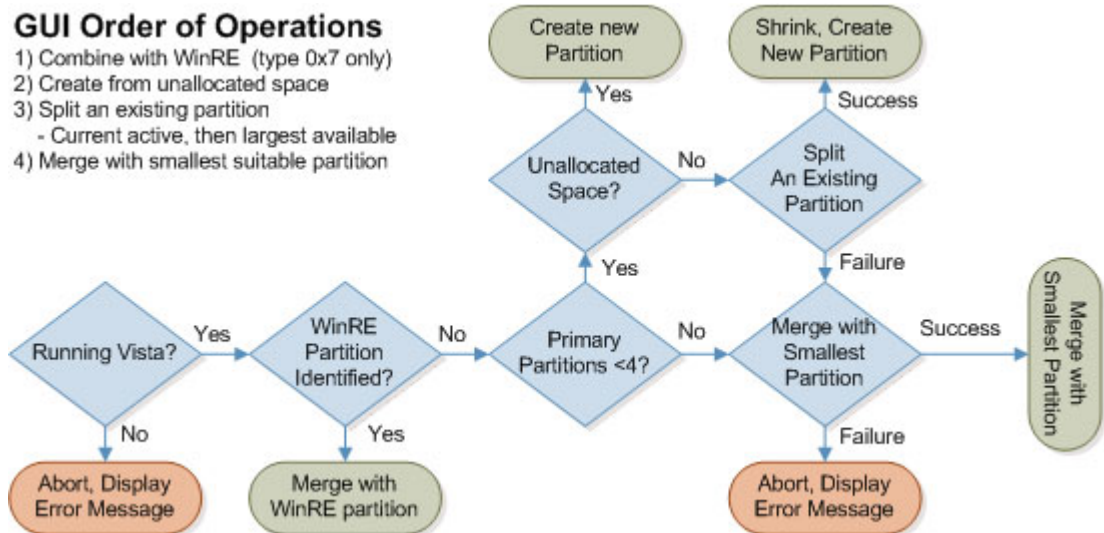 GUI Order of Operations
1) Combine with WinRE (type 0x7 only)
2) Create from unallocated space
3) Split an existing partition
- Current active, then largest available
4) Merge with smallest suitable partition
Create new
Partition
Shrink, Create
New Partition
Yes
Success
Unallocated
Space?
No
Split
An Existing
Partition
Yes
Failure
Running Vista?
Yes
WinRE
Partition
Identified?
No
Primary
Partitions <4?
No
Merge with
Smallest
Partition
Success
Merge with
Smallest Partition
No
Yes
Failure
Abort, Display
Error Message
Merge with
WinRE partition
Abort, Display
Error Message